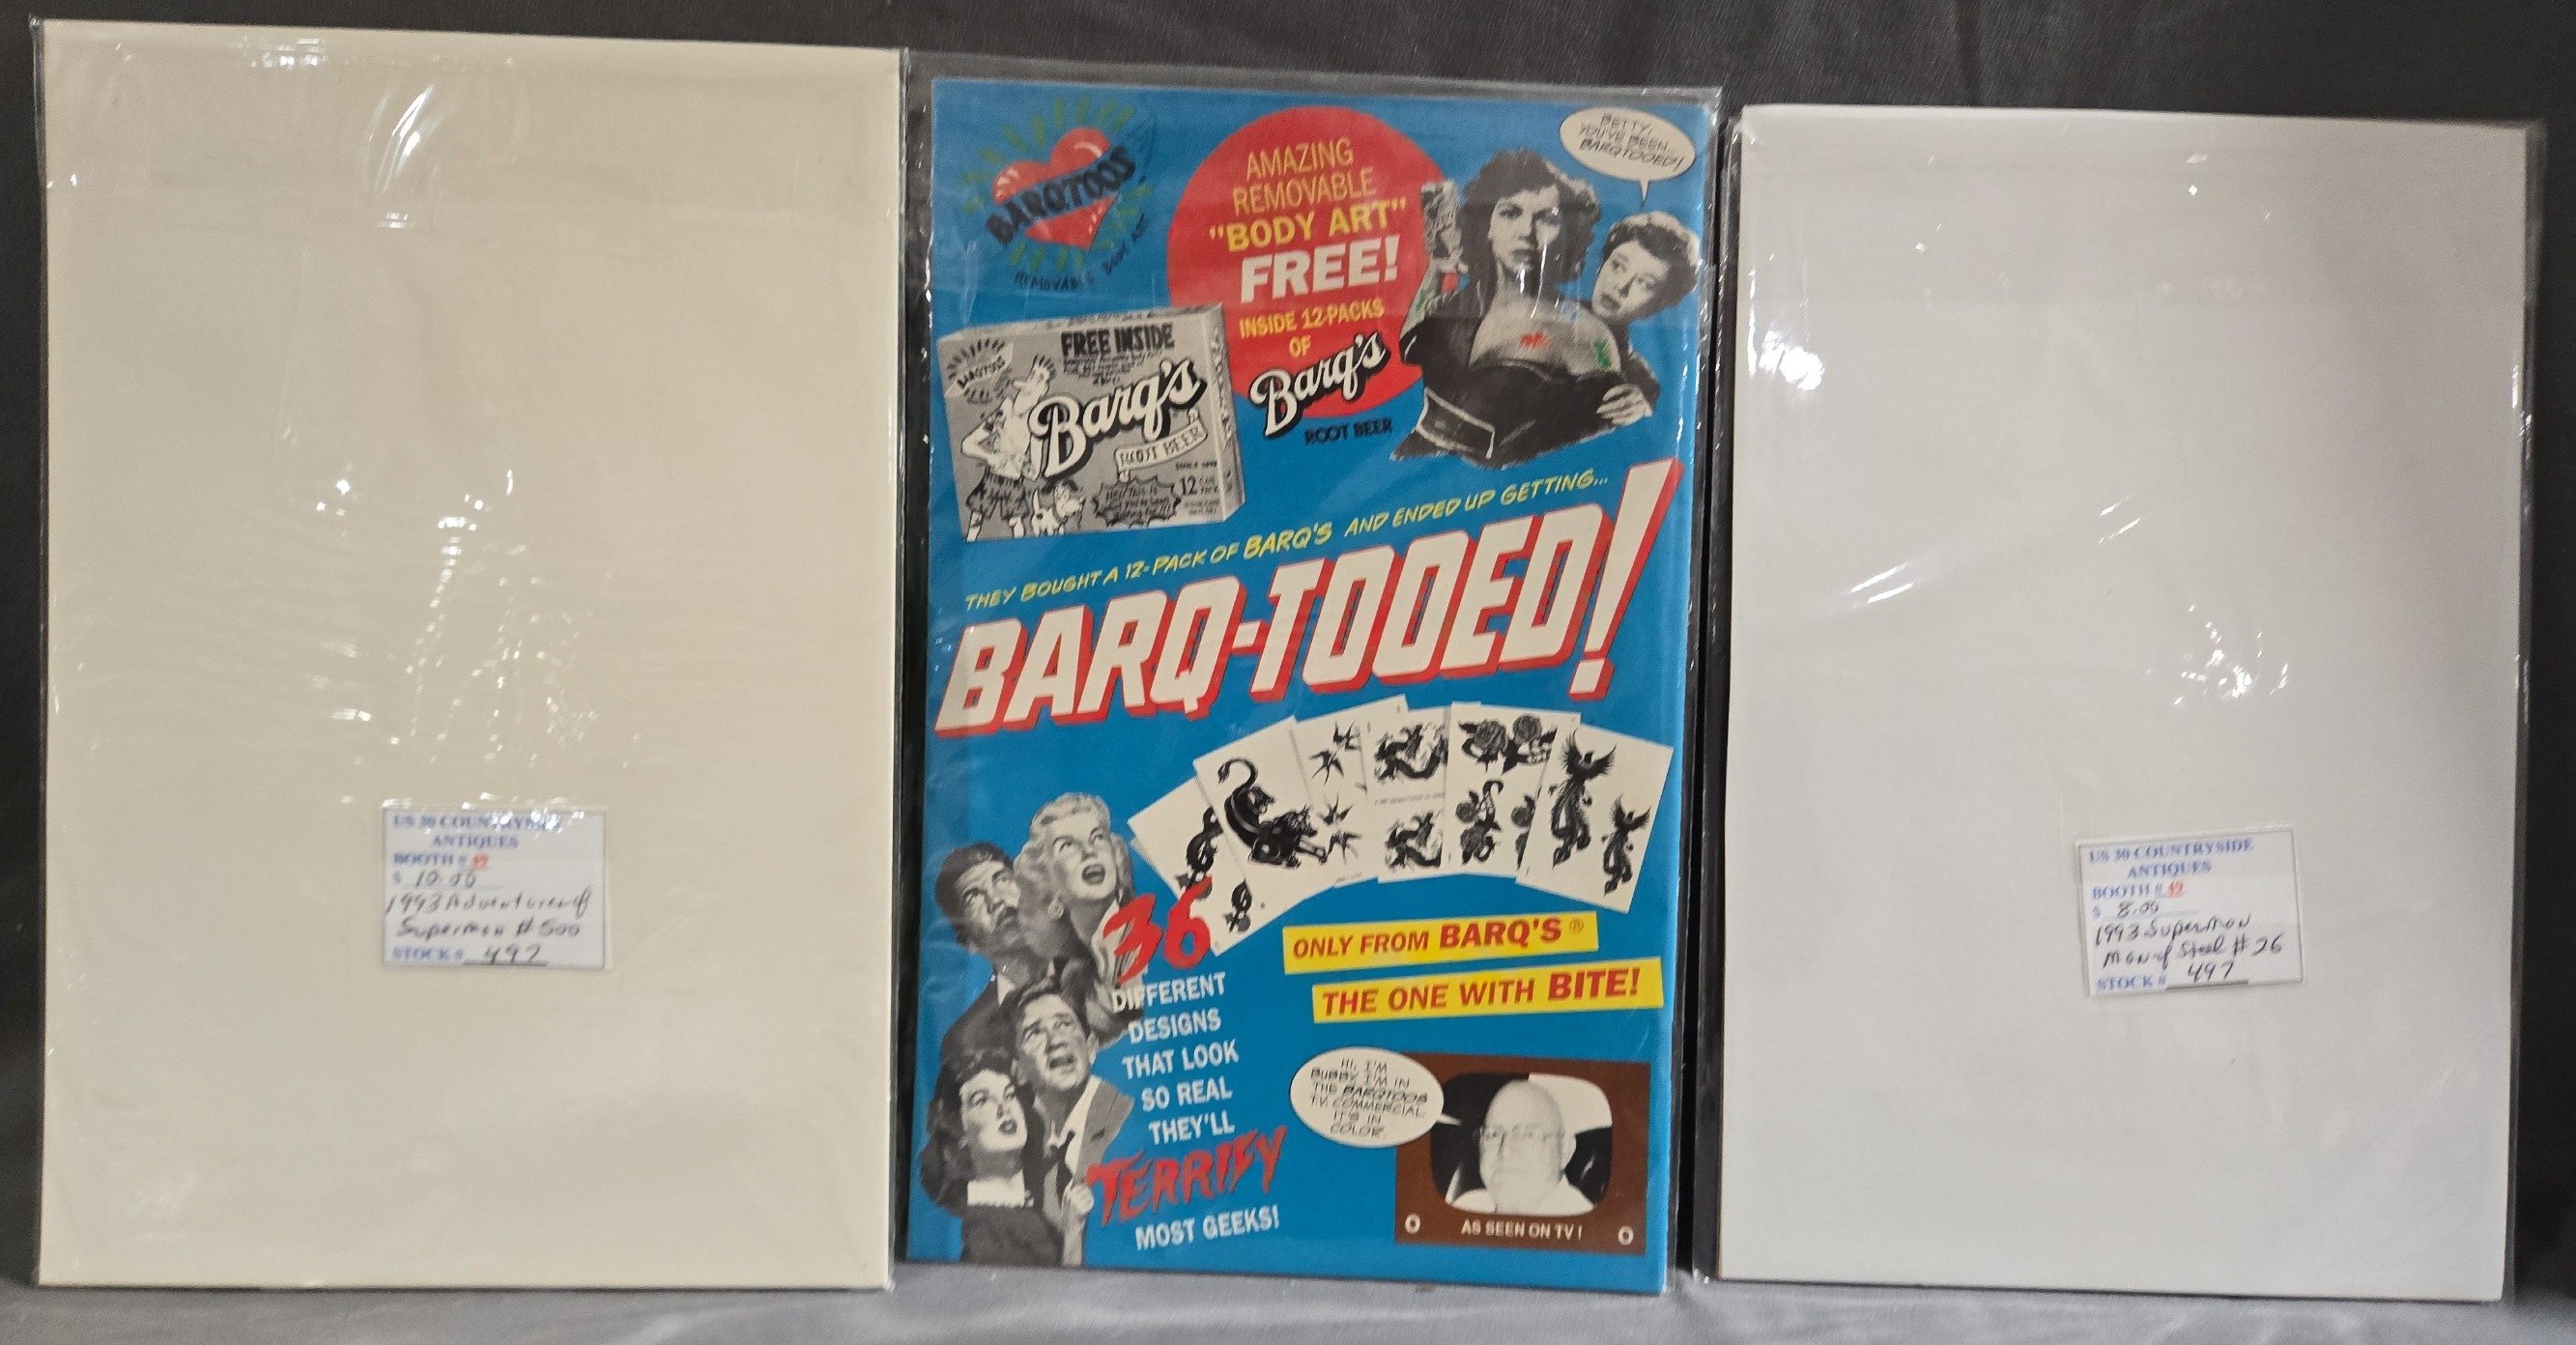 US 30 COUNTRYSIDE
ANTIQUES
BOOTH # 49
$ 10.00
1993 Adventures of
Superman # 500
STOCK # 497
BARQTOOS
REMOVABLE BODY ART
AMAZING
REMOVABLE
"BODY ART"
FREE!
INSIDE 12-PACKS
OF
Barq's
ROOT BEER
BETTY,
YOU'VE BEEN...
BARQTOOED!
BARQTOOS
FREE INSIDE
Barq's
ROOT BEER
SINCE 1898
12
THEY BOUGHT A 12-PACK OF BARQ'S AND ENDED UP GETTING...
BARQ-TOOED!
36
DIFFERENT
DESIGNS
THAT LOOK
SO REAL
THEY'LL
TERRIFY
MOST GEEKS!
ONLY FROM BARQ'S ®
THE ONE WITH BITE!
HI, I'M
BUBBY. I'M IN
THE BARQTOOS
T.V. COMMERCIAL.
IT'S IN
COLOR.
AS SEEN ON TV!
US 30 COUNTRYSIDE
ANTIQUES
BOOTH # 49
$ 8.00
1993 Superman
Man of Steel # 26
STOCK # 497